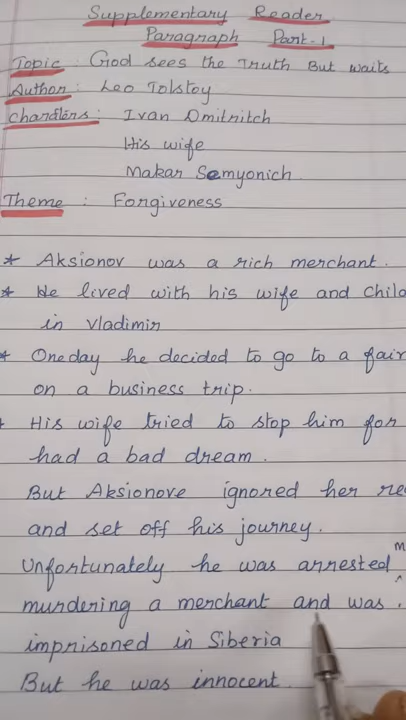 Supplementary Reader
Paragraph Part-1
Topic : God sees the Truth But waits
Author : Leo Tolstoy
Chardters : Ivan Dmitritch
His wife
Makar Semyonich
Theme : Forgiveness
* Aksionov was a rich merchant.
* He lived with his wife and Child
in Vladimir
* One day he decided to go to a fair
on a business trip.
* His wife tried to stop him for
had a bad dream.
But Aksionove ignored her
and set off his journey.
Unfortunately he was arrested
murdering a merchant and was
imprisoned in Siberia
But he was innocent.